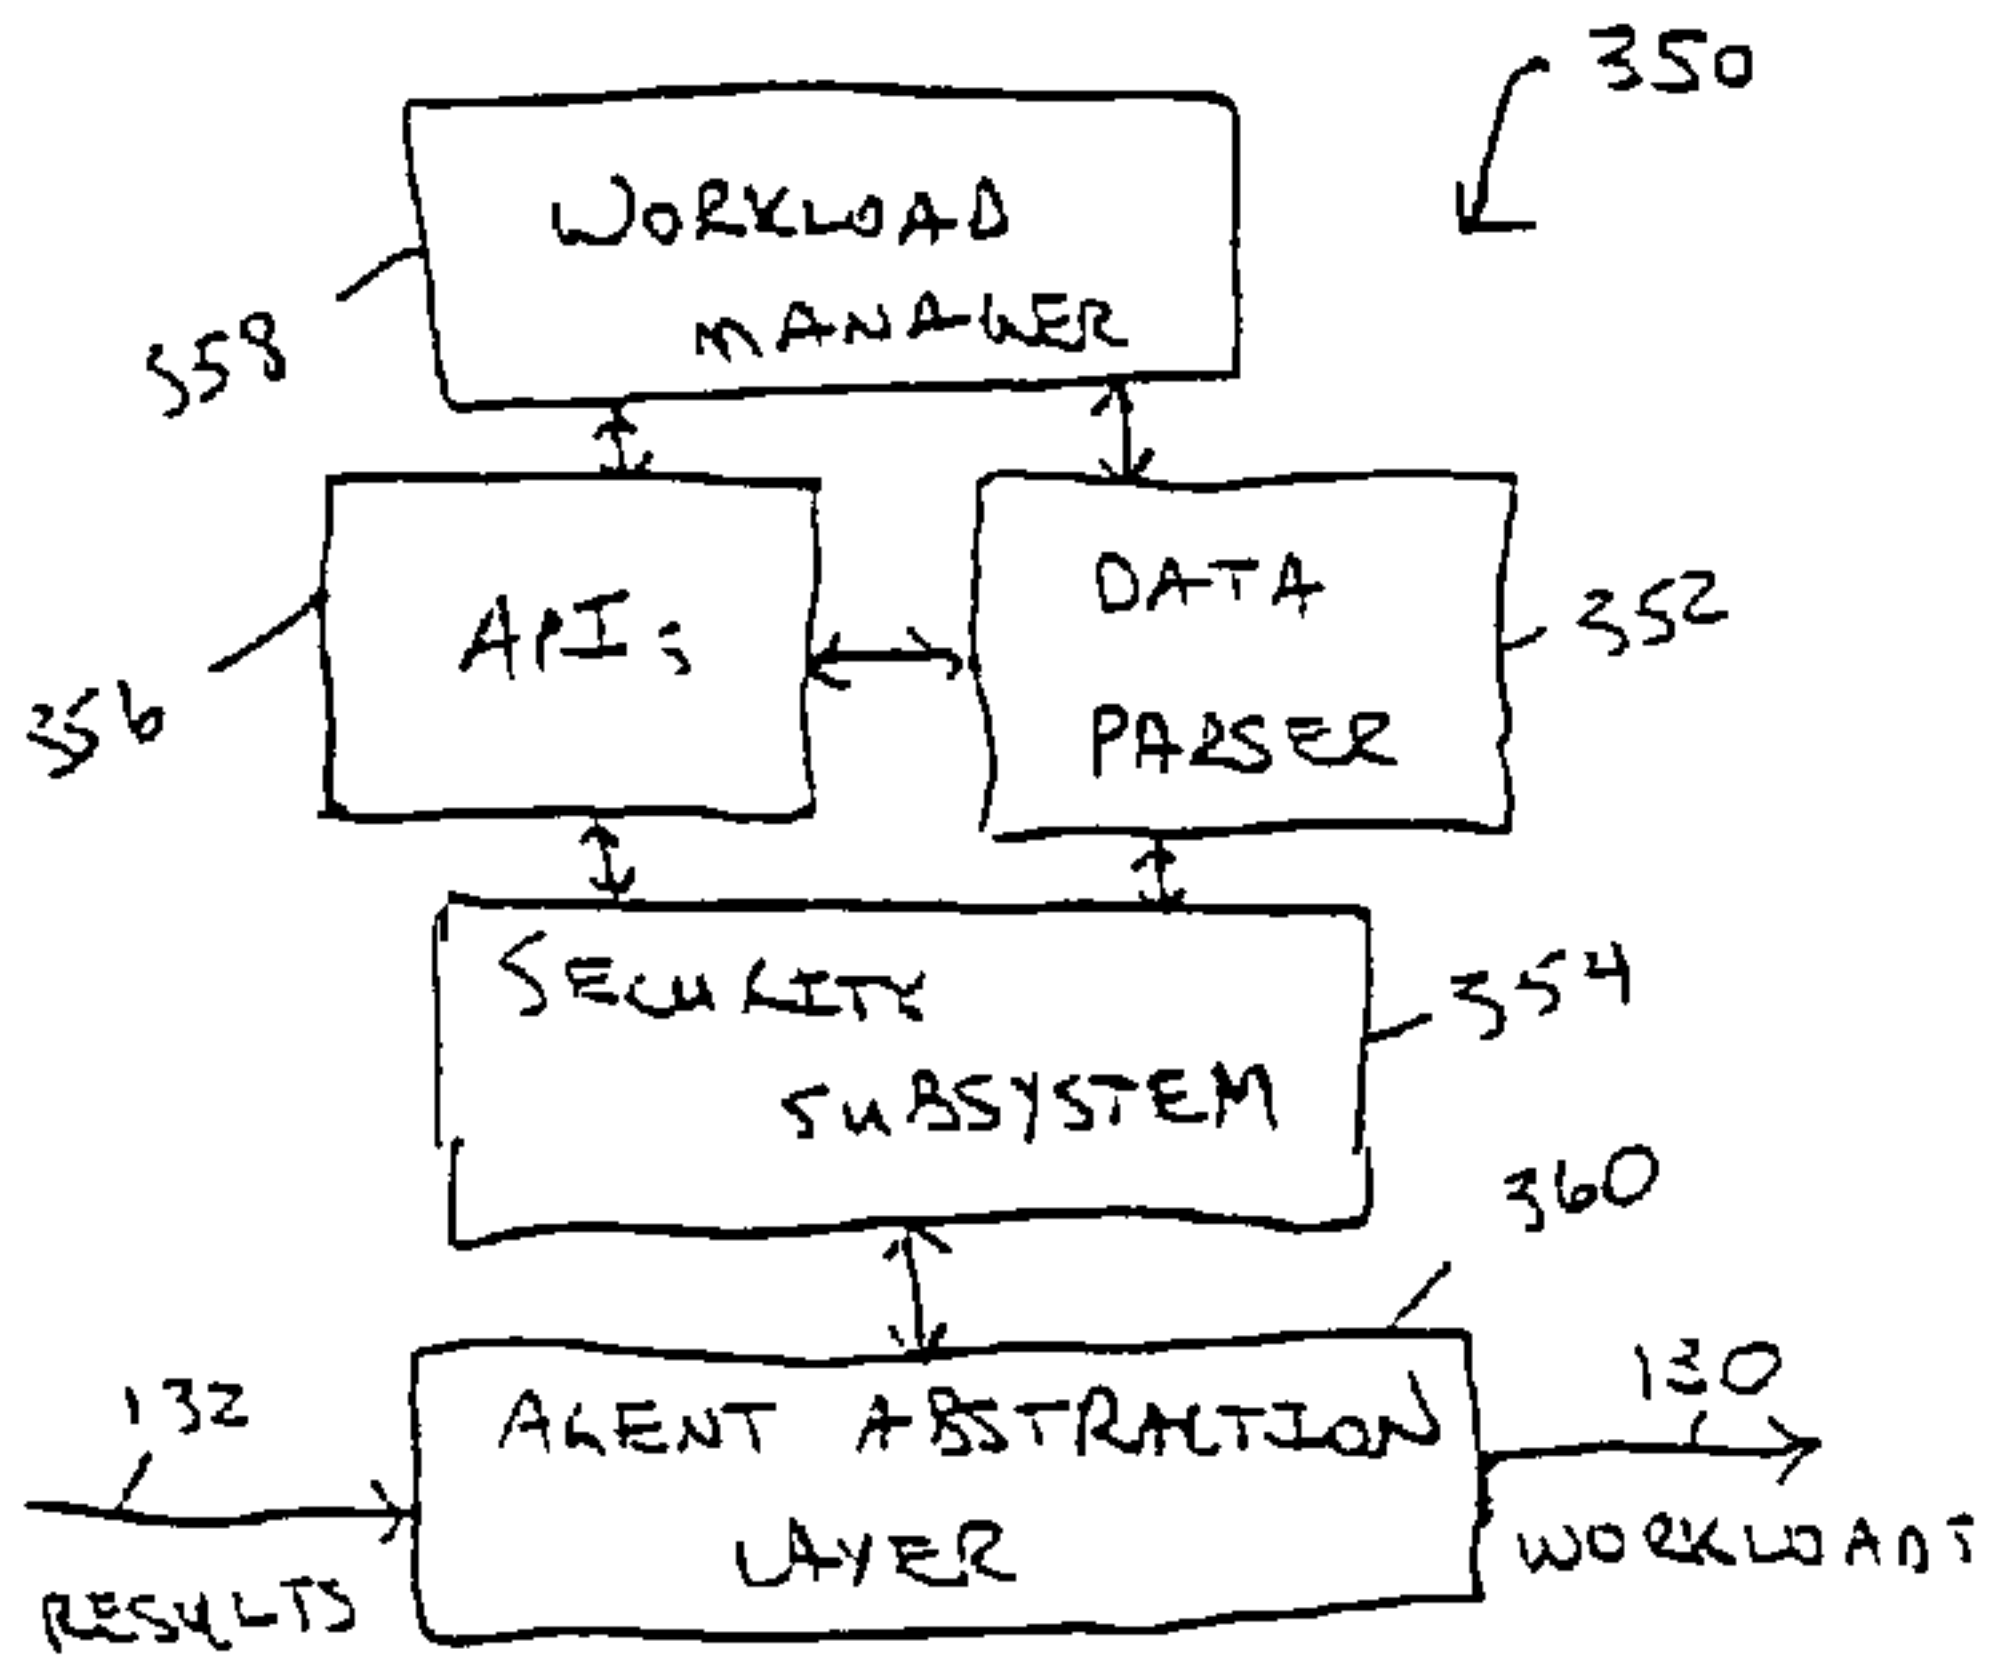 350
WORKLOAD
MANAGER
358
APIs
DATA
PARSER
352
356
SECURITY
SUBSYSTEM
354
360
AGENT ABSTRACTION
LAYER
132
RESULTS
130
WORKLOADS